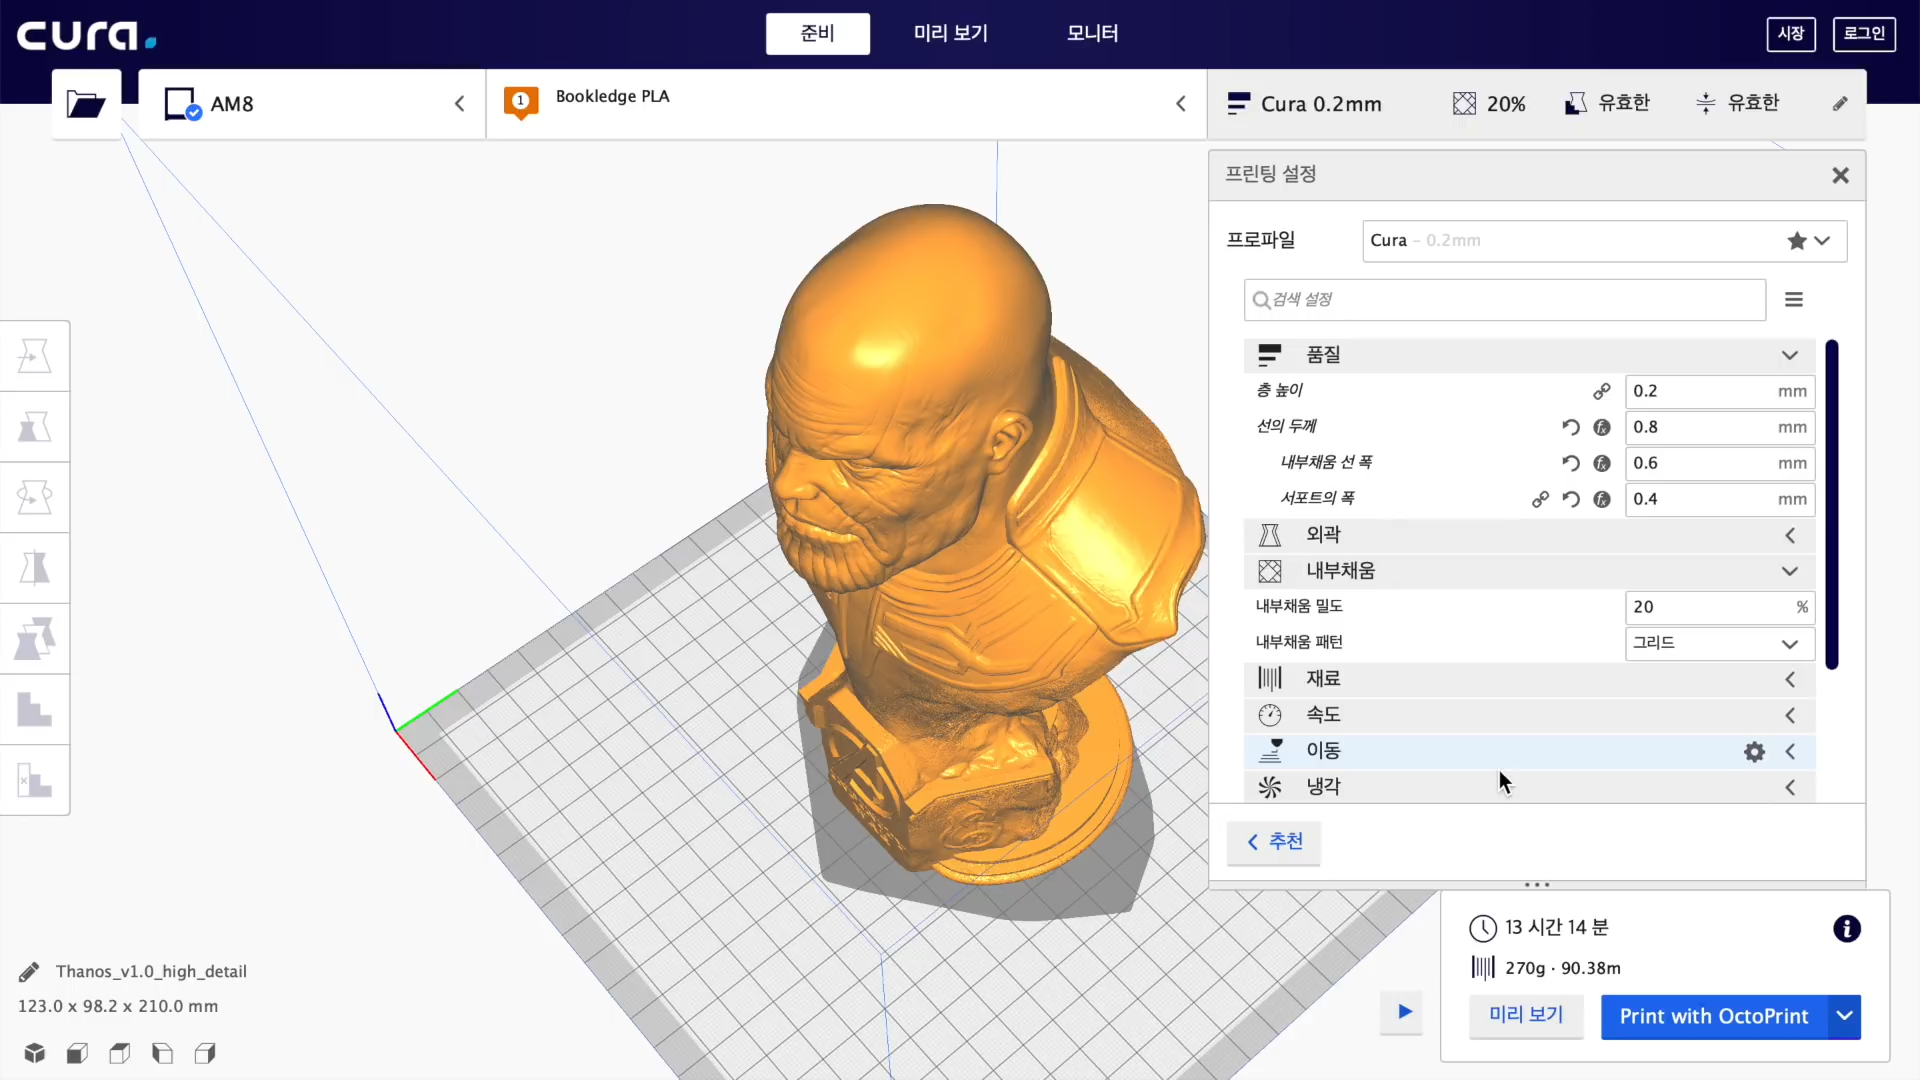 cura.
준비
미리 보기
모니터
시장
로그인
AM8
1
Bookledge PLA
Cura 0.2mm
20%
유효한
유효한
프린팅 설정
프로파일
Cura - 0.2mm
검색 설정
품질
층 높이
0.2 mm
선의 두께
0.8 mm
내부채움 선 폭
0.6 mm
서포트의 폭
0.4 mm
외곽
내부채움
내부채움 밀도
20 %
내부채움 패턴
그리드
재료
속도
이동
냉각
추천
13 시간 14 분
270g · 90.38m
미리 보기
Print with OctoPrint
Thanos_v1.0_high_detail
123.0 x 98.2 x 210.0 mm